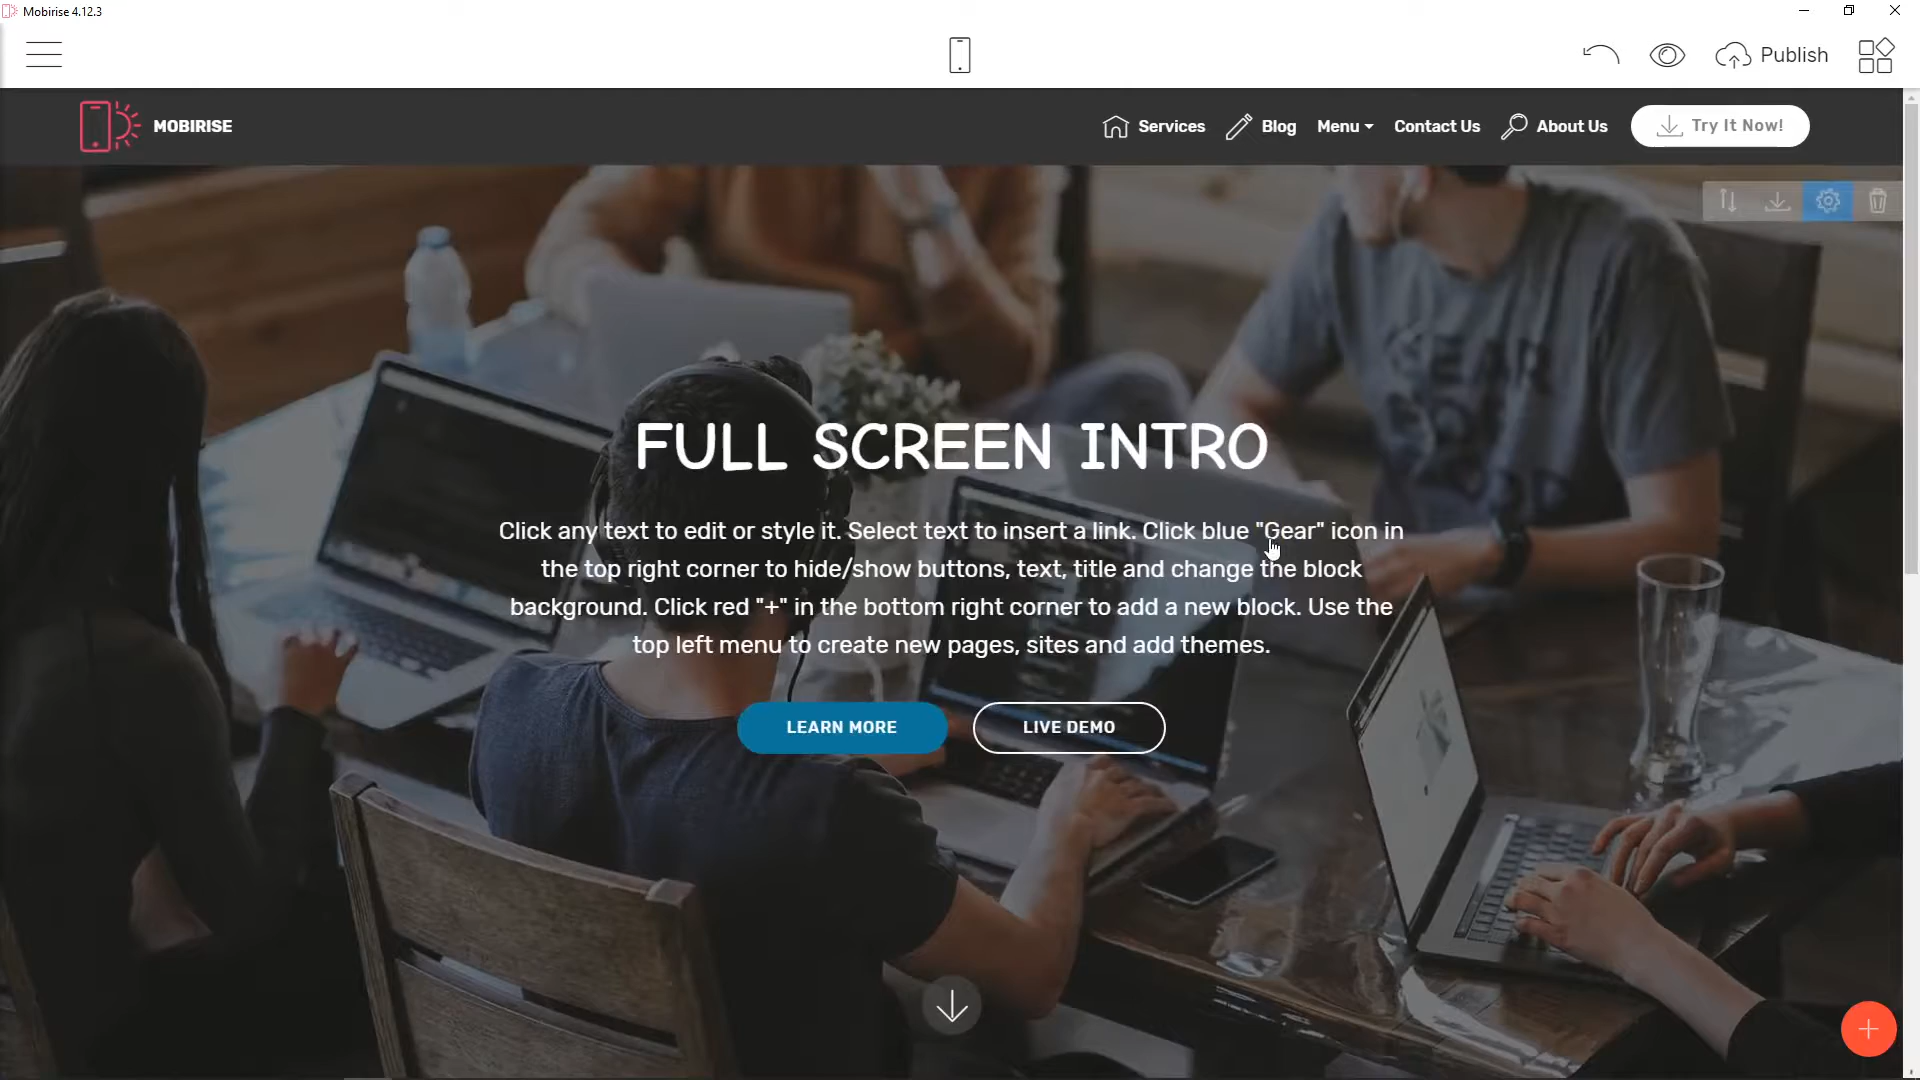 Mobirise 4.12.3
Publish
MOBIRISE
Services Blog Menu Contact Us About Us Try It Now!
FULL SCREEN INTRO
Click any text to edit or style it. Select text to insert a link. Click blue "Gear" icon in
the top right corner to hide/show buttons, text, title and change the block
background. Click red "+" in the bottom right corner to add a new block. Use the
top left menu to create new pages, sites and add themes.
LEARN MORE LIVE DEMO